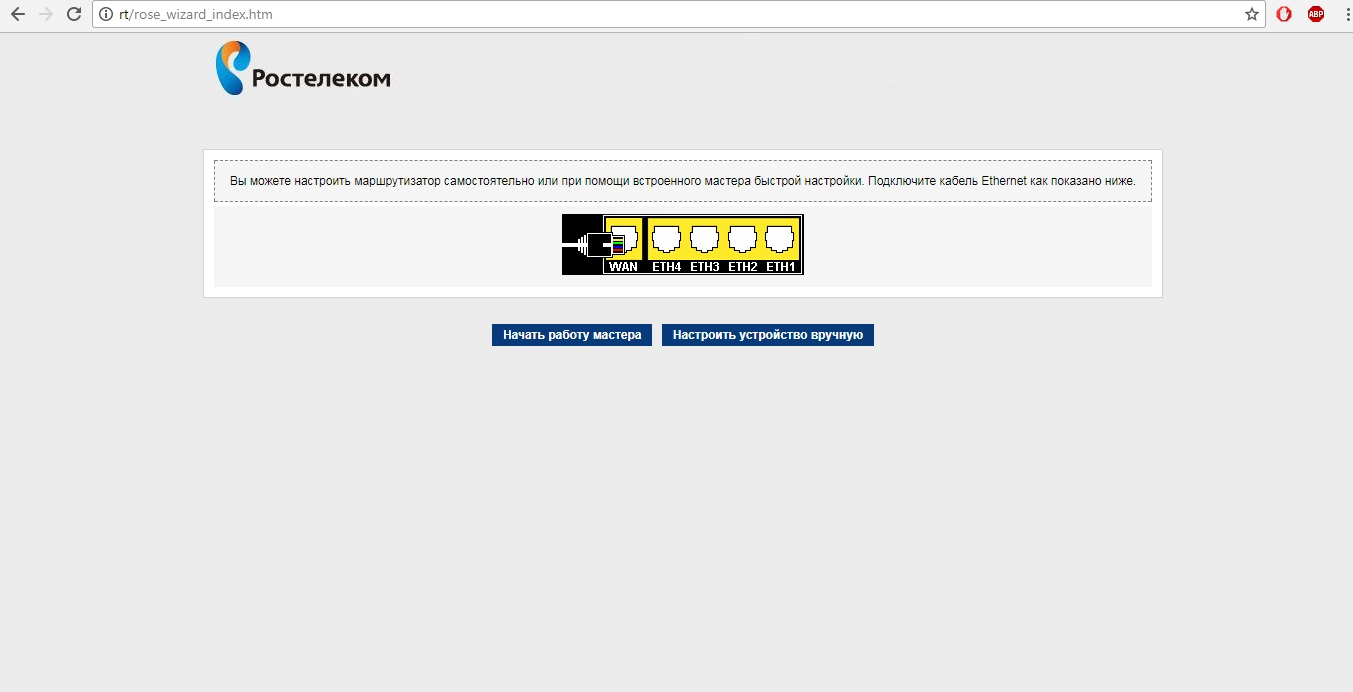 rt/rose_wizard_index.htm
ABP
Ростелеком
Вы можете настроить маршрутизатор самостоятельно или при помощи встроенного мастера быстрой настройки. Подключите кабель Ethernet как показано ниже.
WAN ETH4 ETH3 ETH2 ETH1
Начать работу мастера Настроить устройство вручную